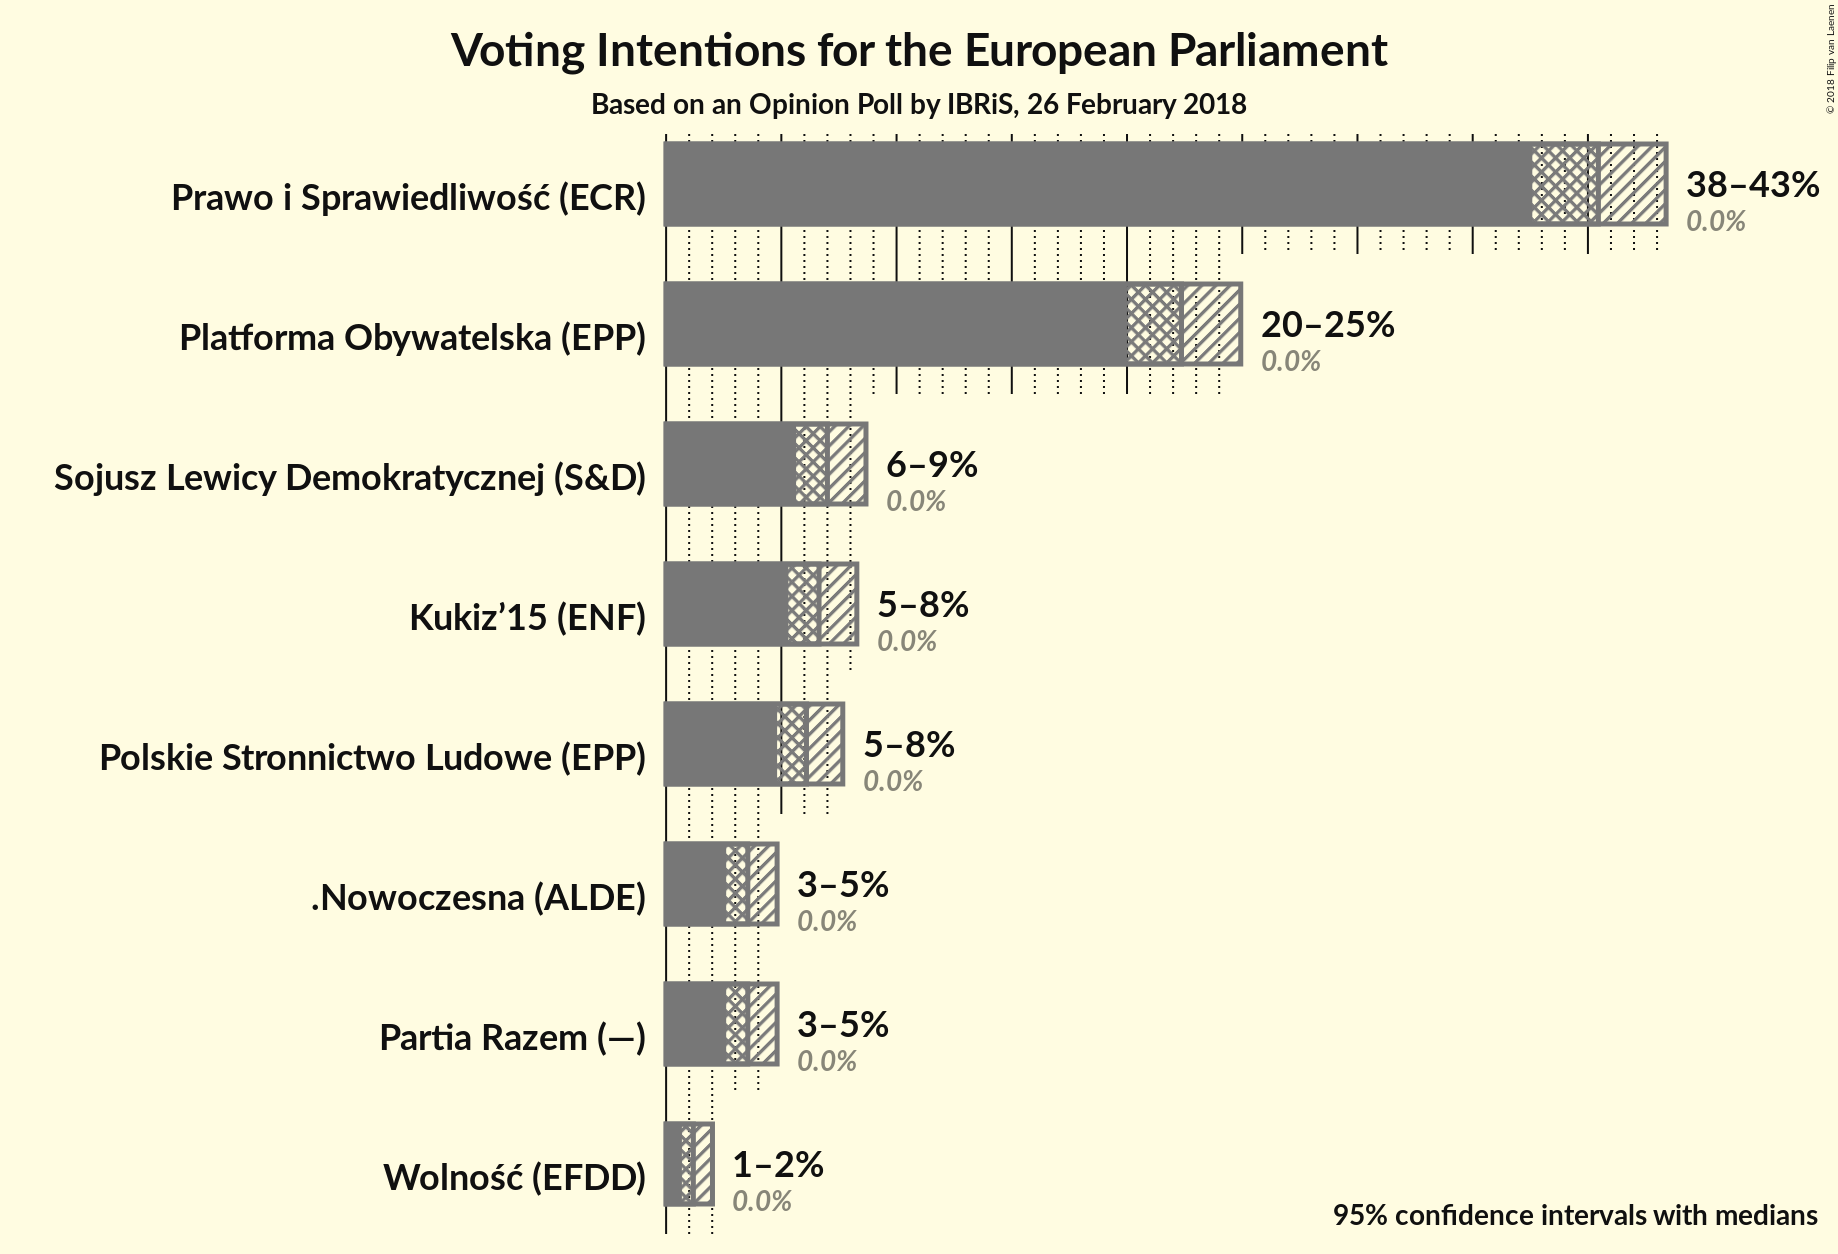 Voting Intentions for the European Parliament
Based on an Opinion Poll by IBRiS, 26 February 2018
© 2018 Filip van Laenen
Prawo i Sprawiedliwość (ECR)
38–43%
0.0%
Platforma Obywatelska (EPP)
20–25%
0.0%
Sojusz Lewicy Demokratycznej (S&D)
6–9%
0.0%
Kukiz’15 (ENF)
5–8%
0.0%
Polskie Stronnictwo Ludowe (EPP)
5–8%
0.0%
.Nowoczesna (ALDE)
3–5%
0.0%
Partia Razem (—)
3–5%
0.0%
Wolność (EFDD)
1–2%
0.0%
95% confidence intervals with medians